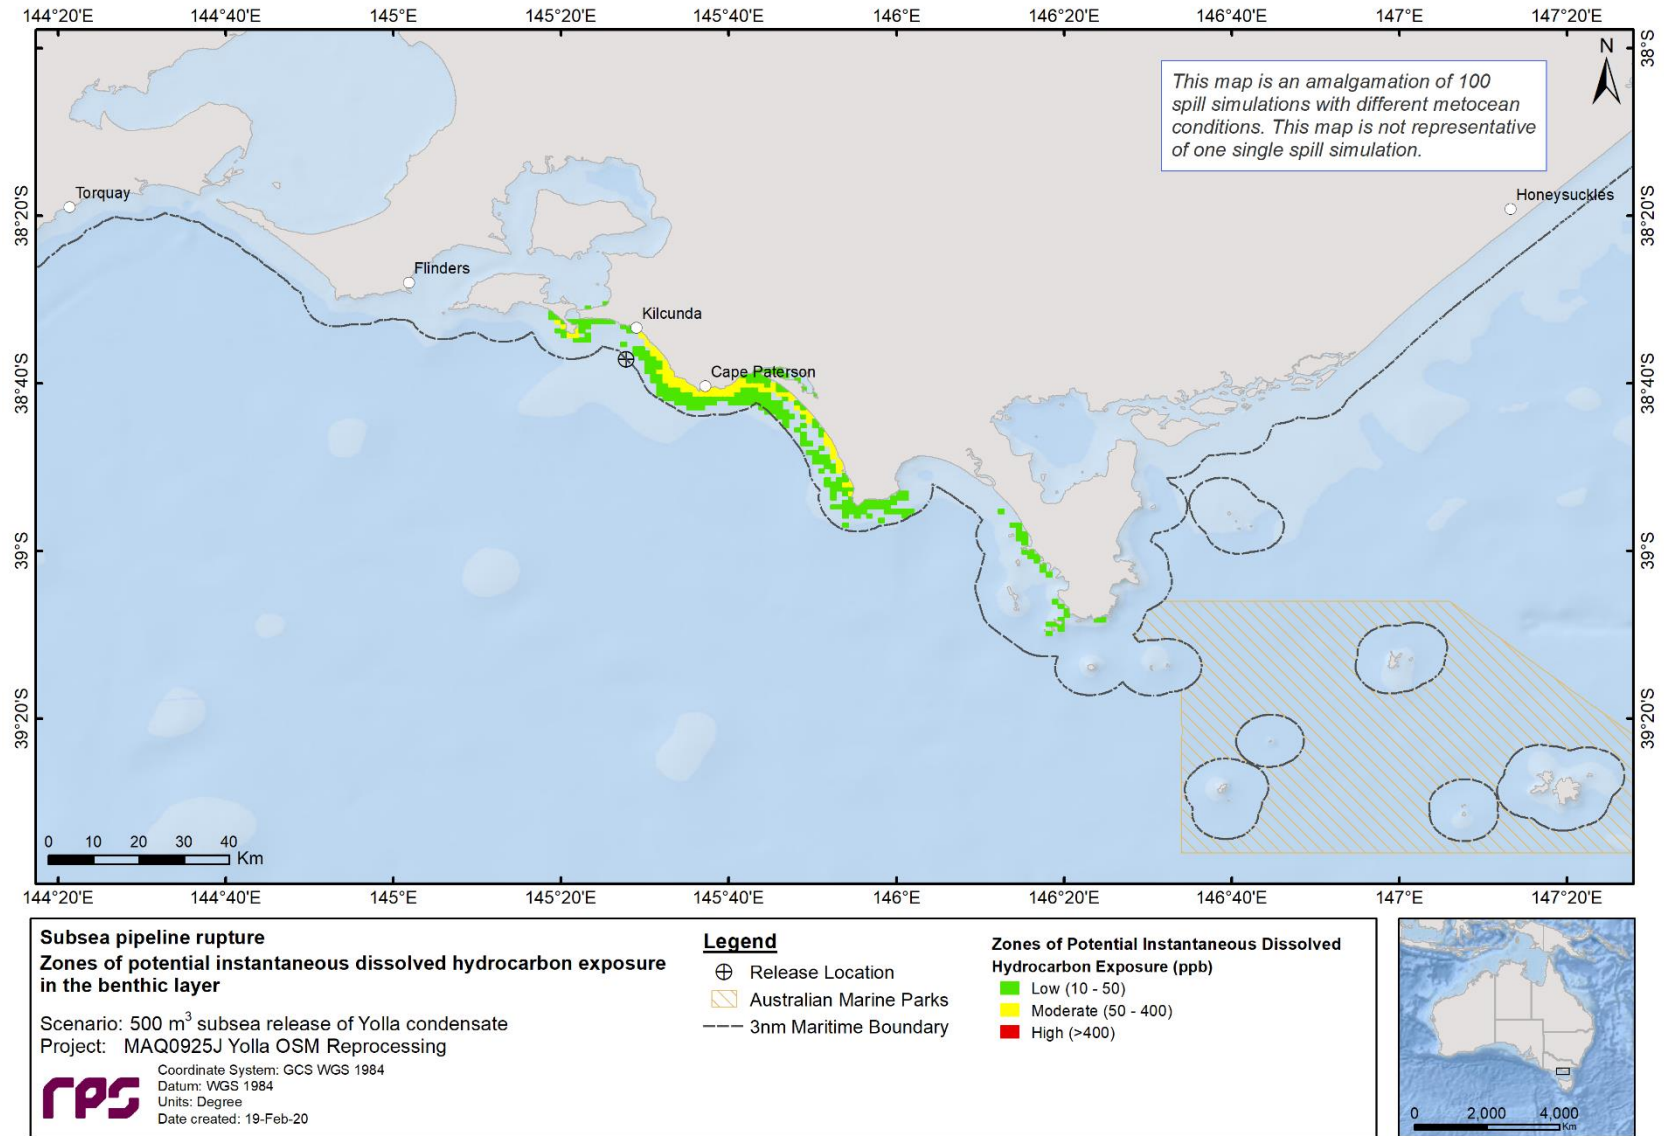 144°20'E 144°40'E 145°E 145°20'E 145°40'E 146°E 146°20'E 146°40'E 147°E 147°20'E
38°S
38°S
N
This map is an amalgamation of 100
spill simulations with different metocean
conditions. This map is not representative
of one single spill simulation.
Torquay
Honeysuckles
38°20'S
38°20'S
Flinders
Kilcunda
Cape Paterson
38°40'S
38°40'S
39°S
39°S
39°20'S
39°20'S
0 10 20 30 40
Km
144°20'E 144°40'E 145°E 145°20'E 145°40'E 146°E 146°20'E 146°40'E 147°E 147°20'E
Subsea pipeline rupture
Zones of potential instantaneous dissolved hydrocarbon exposure
in the benthic layer
Scenario: 500 m³ subsea release of Yolla condensate
Project: MAQ0925J Yolla OSM Reprocessing
rps
Coordinate System: GCS WGS 1984
Datum: WGS 1984
Units: Degree
Date created: 19-Feb-20
Legend
Release Location
Australian Marine Parks
3nm Maritime Boundary
Zones of Potential Instantaneous Dissolved
Hydrocarbon Exposure (ppb)
Low (10 - 50)
Moderate (50 - 400)
High (>400)
0 2,000 4,000
Km